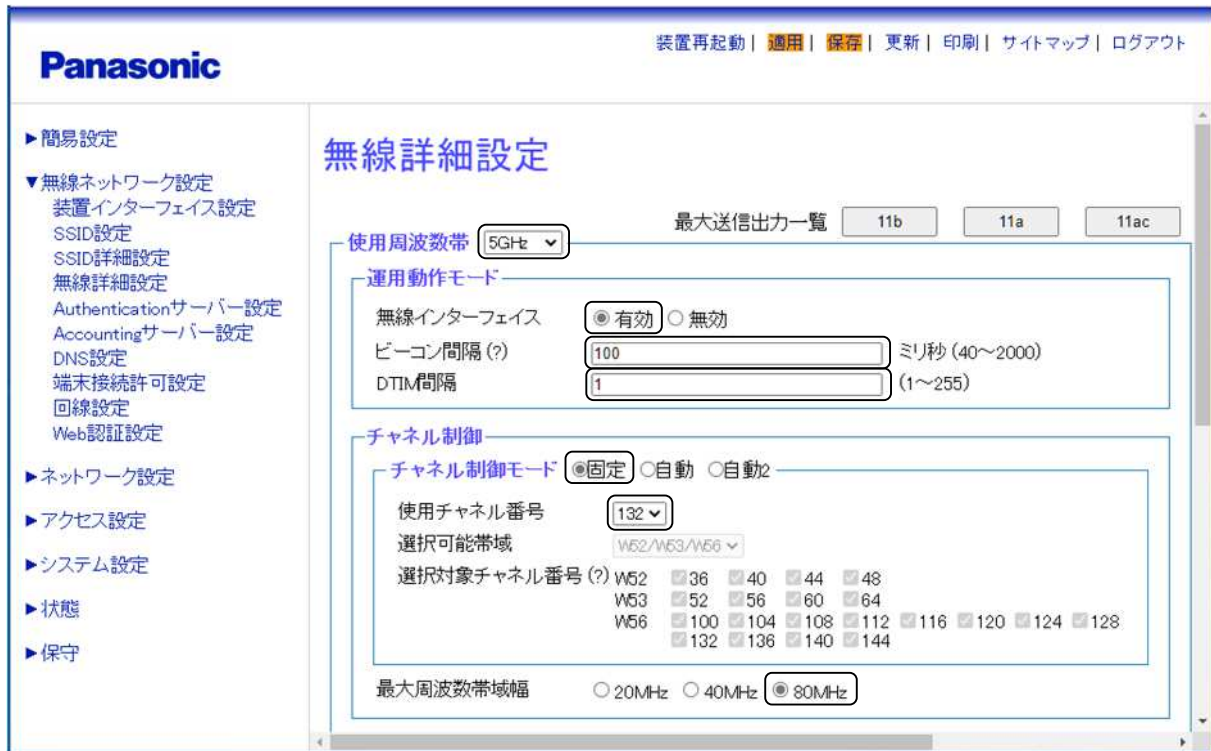 装置再起動| 適用| 保存| 更新| 印刷| サイトマップ| ログアウト
Panasonic
▶簡易設定
▼無線ネットワーク設定
装置インターフェイス設定
SSID設定
SSID詳細設定
無線詳細設定
Authenticationサーバー設定
Accountingサーバー設定
DNS設定
端末接続許可設定
回線設定
Web認証設定
▶ネットワーク設定
▶アクセス設定
▶システム設定
▶状態
▶保守
無線詳細設定
最大送信出力一覧 11b 11a 11ac
使用周波数帯 5GHz
運用動作モード
無線インターフェイス 有効 無効
ビーコン間隔(?) 100 ミリ秒(40～2000)
DTIM間隔 1 (1～255)
チャネル制御
チャネル制御モード 固定 自動 自動2
使用チャネル番号 132
選択可能帯域 W52/W53/W56
選択対象チャネル番号(?) W52 36 40 44 48
W53 52 56 60 64
W56 100 104 108 112 116 120 124 128
132 136 140 144
最大周波数帯域幅 20MHz 40MHz 80MHz